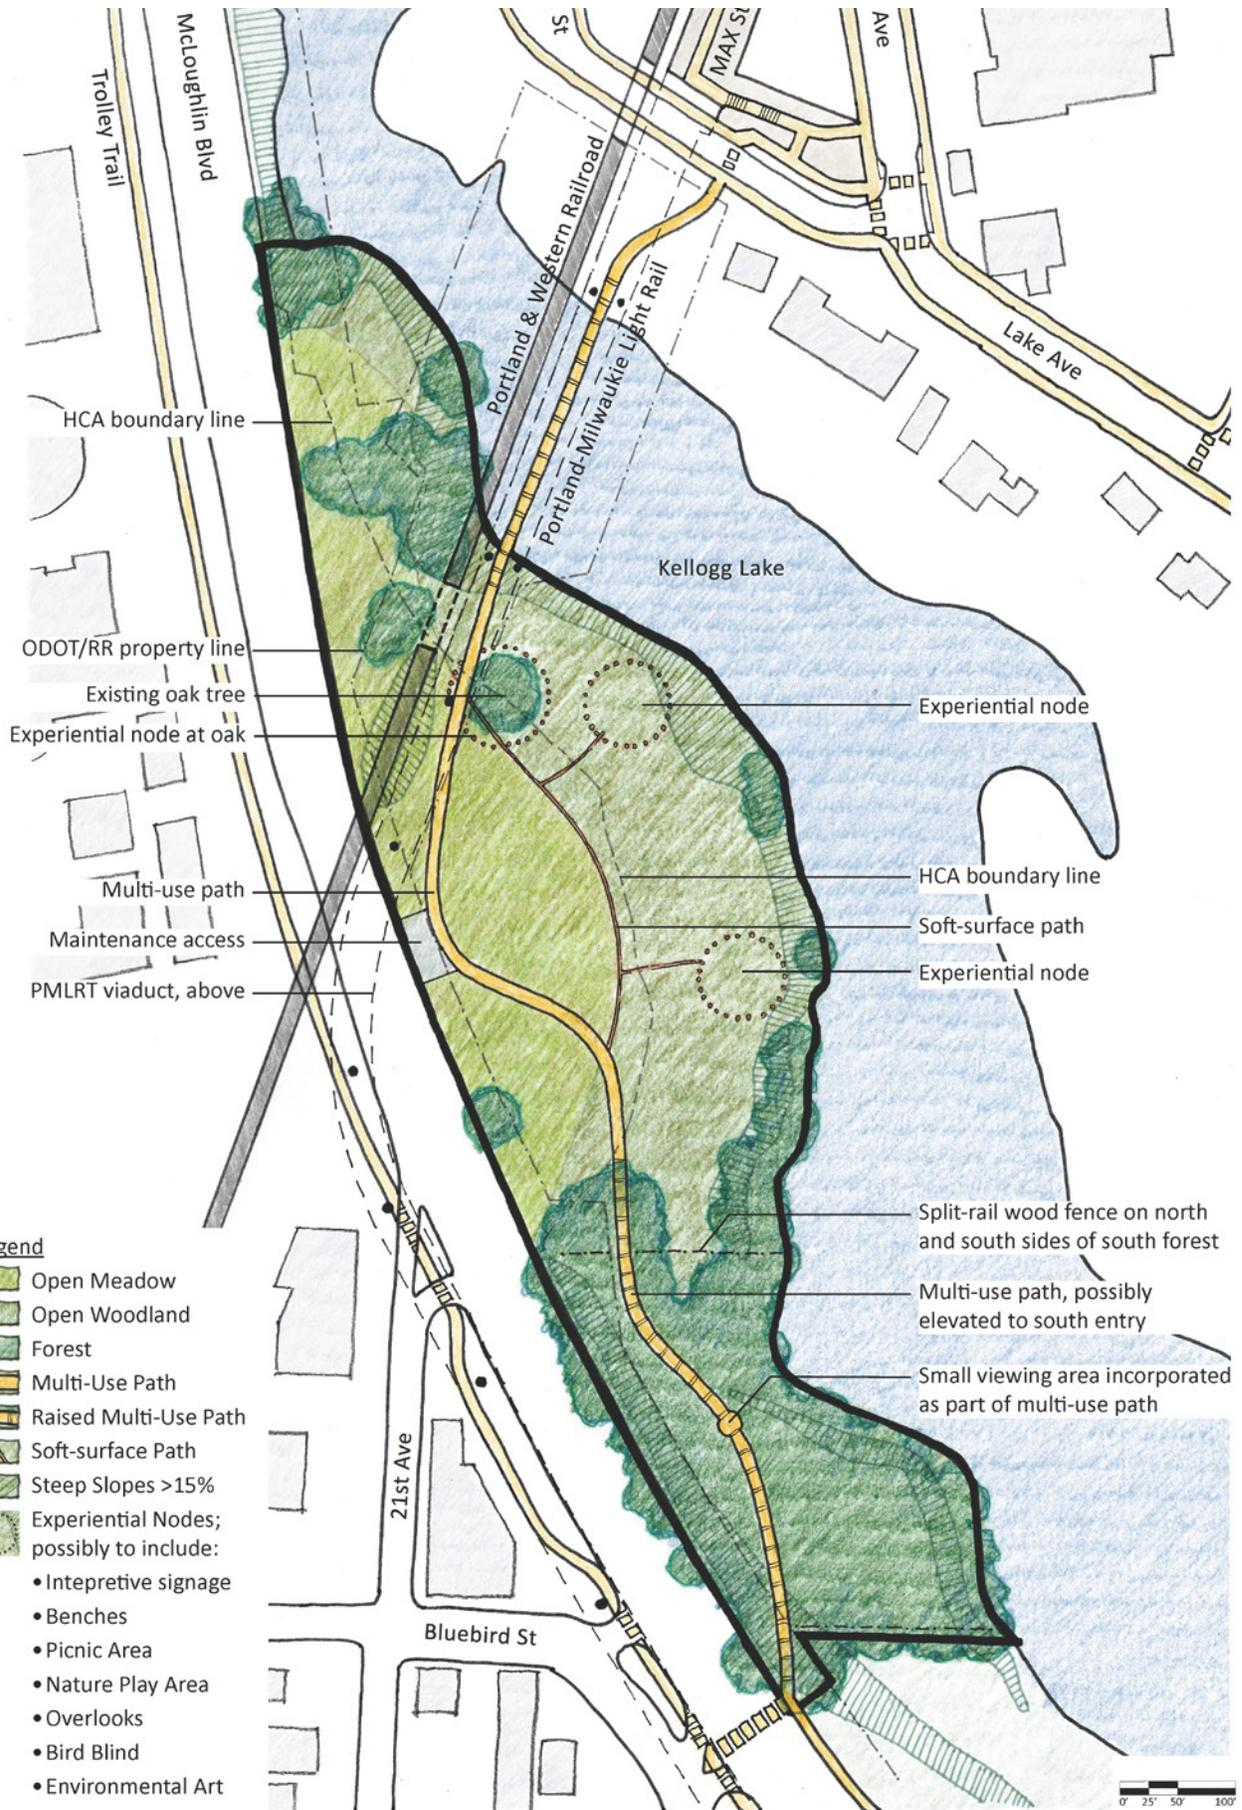 St
MAX St
Ave
McLoughlin Blvd
Trolley Trail
Portland & Western Railroad
Portland-Milwaukie Light Rail
Lake Ave
HCA boundary line
Kellogg Lake
ODOT/RR property line
Existing oak tree
Experiential node at oak
Experiential node
Multi-use path
Maintenance access
PMLRT viaduct, above
HCA boundary line
Soft-surface path
Experiential node
Split-rail wood fence on north
and south sides of south forest
Multi-use path, possibly
elevated to south entry
Small viewing area incorporated
as part of multi-use path
gend
Open Meadow
Open Woodland
Forest
Multi-Use Path
Raised Multi-Use Path
Soft-surface Path
Steep Slopes >15%
Experiential Nodes;
possibly to include:
• Intepretive signage
• Benches
• Picnic Area
• Nature Play Area
• Overlooks
• Bird Blind
• Environmental Art
21st Ave
Bluebird St
0' 25' 50' 100'